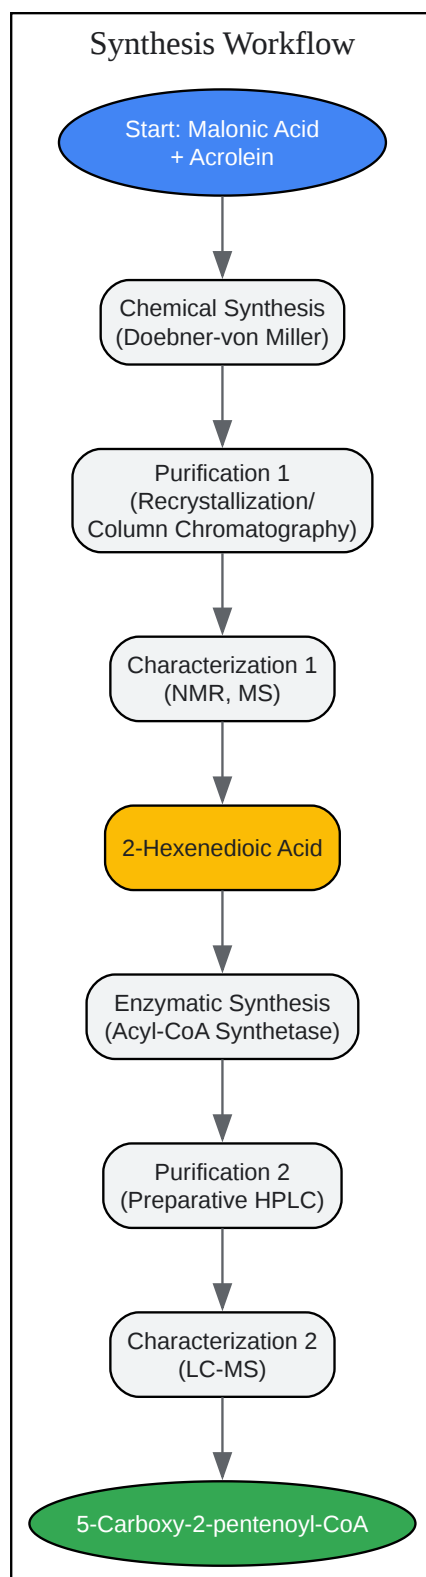 Synthesis Workflow
Start: Malonic Acid
+ Acrolein
Chemical Synthesis
(Doebner-von Miller)
Purification 1
(Recrystallization/
Column Chromatography)
Characterization 1
(NMR, MS)
2-Hexenedioic Acid
Enzymatic Synthesis
(Acyl-CoA Synthetase)
Purification 2
(Preparative HPLC)
Characterization 2
(LC-MS)
5-Carboxy-2-pentenoyl-CoA